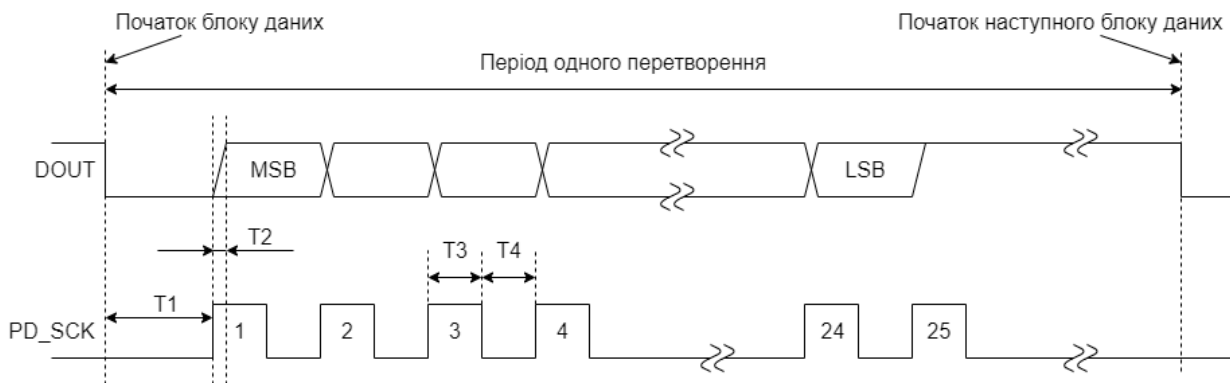 Початок блоку даних
Початок наступного блоку даних
Період одного перетворення
DOUT
MSB
LSB
T2
T3
T4
T1
PD_SCK
1
2
3
4
24
25